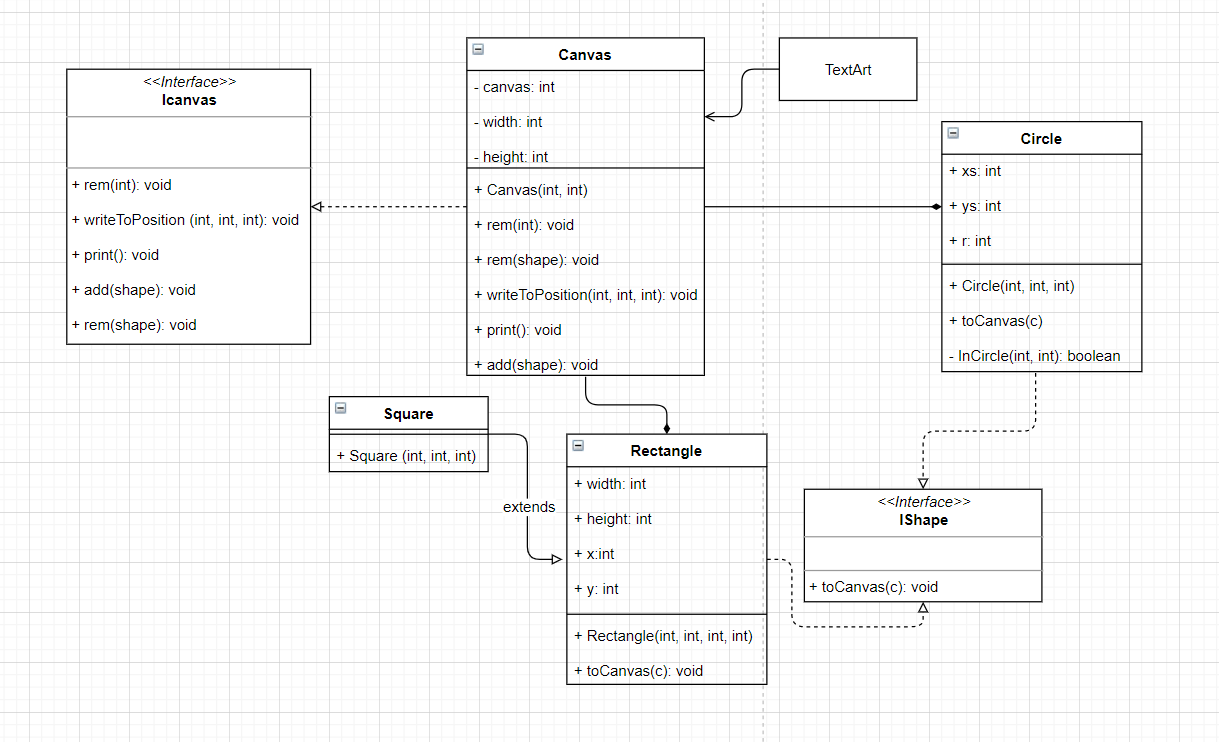 <<Interface>>
Icanvas
+ rem(int): void
+ writeToPosition (int, int, int): void
+ print(): void
+ add(shape): void
+ rem(shape): void
Canvas
- canvas: int
- width: int
- height: int
+ Canvas(int, int)
+ rem(int): void
+ rem(shape): void
+ writeToPosition(int, int, int): void
+ print(): void
+ add(shape): void
TextArt
Circle
+ xs: int
+ ys: int
+ r: int
+ Circle(int, int, int)
+ toCanvas(c)
- InCircle(int, int): boolean
Square
+ Square (int, int, int)
extends
Rectangle
+ width: int
+ height: int
+ x:int
+ y: int
+ Rectangle(int, int, int, int)
+ toCanvas(c): void
<<Interface>>
IShape
+ toCanvas(c): void